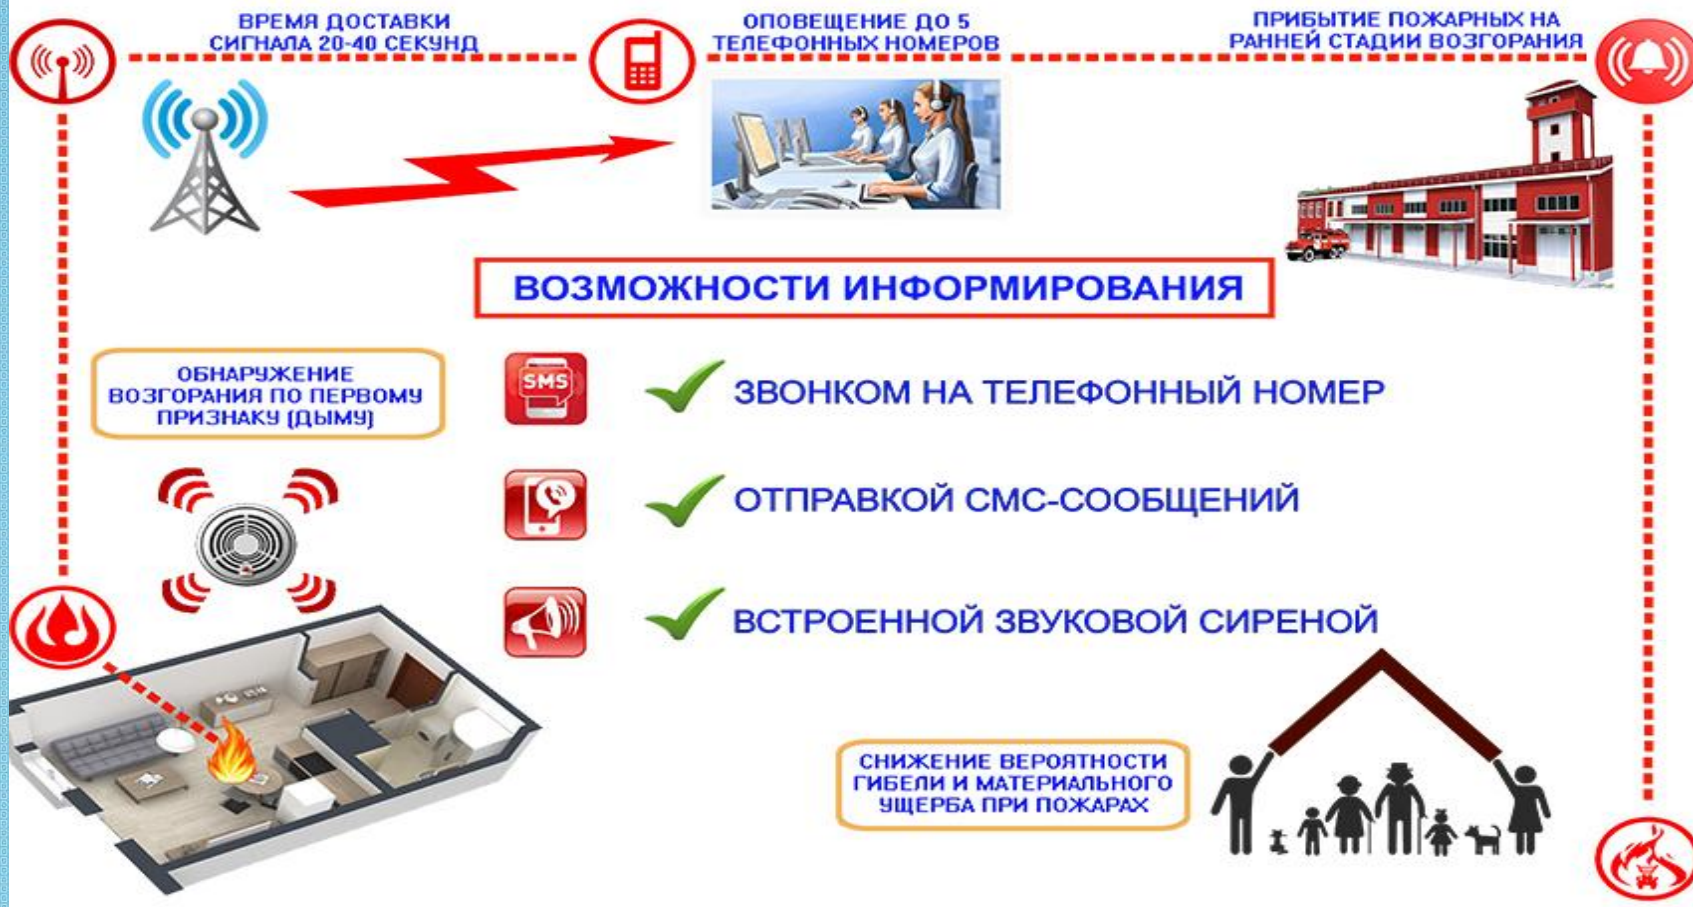 ВРЕМЯ ДОСТАВКИ
СИГНАЛА 20-40 СЕКУНД
ОПОВЕЩЕНИЕ ДО 5
ТЕЛЕФОННЫХ НОМЕРОВ
ПРИБЫТИЕ ПОЖАРНЫХ НА
РАННЕЙ СТАДИИ ВОЗГОРАНИЯ
ВОЗМОЖНОСТИ ИНФОРМИРОВАНИЯ
ОБНАРУЖЕНИЕ
ВОЗГОРАНИЯ ПО ПЕРВОМУ
ПРИЗНАКУ (ДЫМУ)
SMS
ЗВОНКОМ НА ТЕЛЕФОННЫЙ НОМЕР
ОТПРАВКОЙ СМС-СООБЩЕНИЙ
ВСТРОЕННОЙ ЗВУКОВОЙ СИРЕНОЙ
СНИЖЕНИЕ ВЕРОЯТНОСТИ
ГИБЕЛИ И МАТЕРИАЛЬНОГО
УЩЕРБА ПРИ ПОЖАРАХ